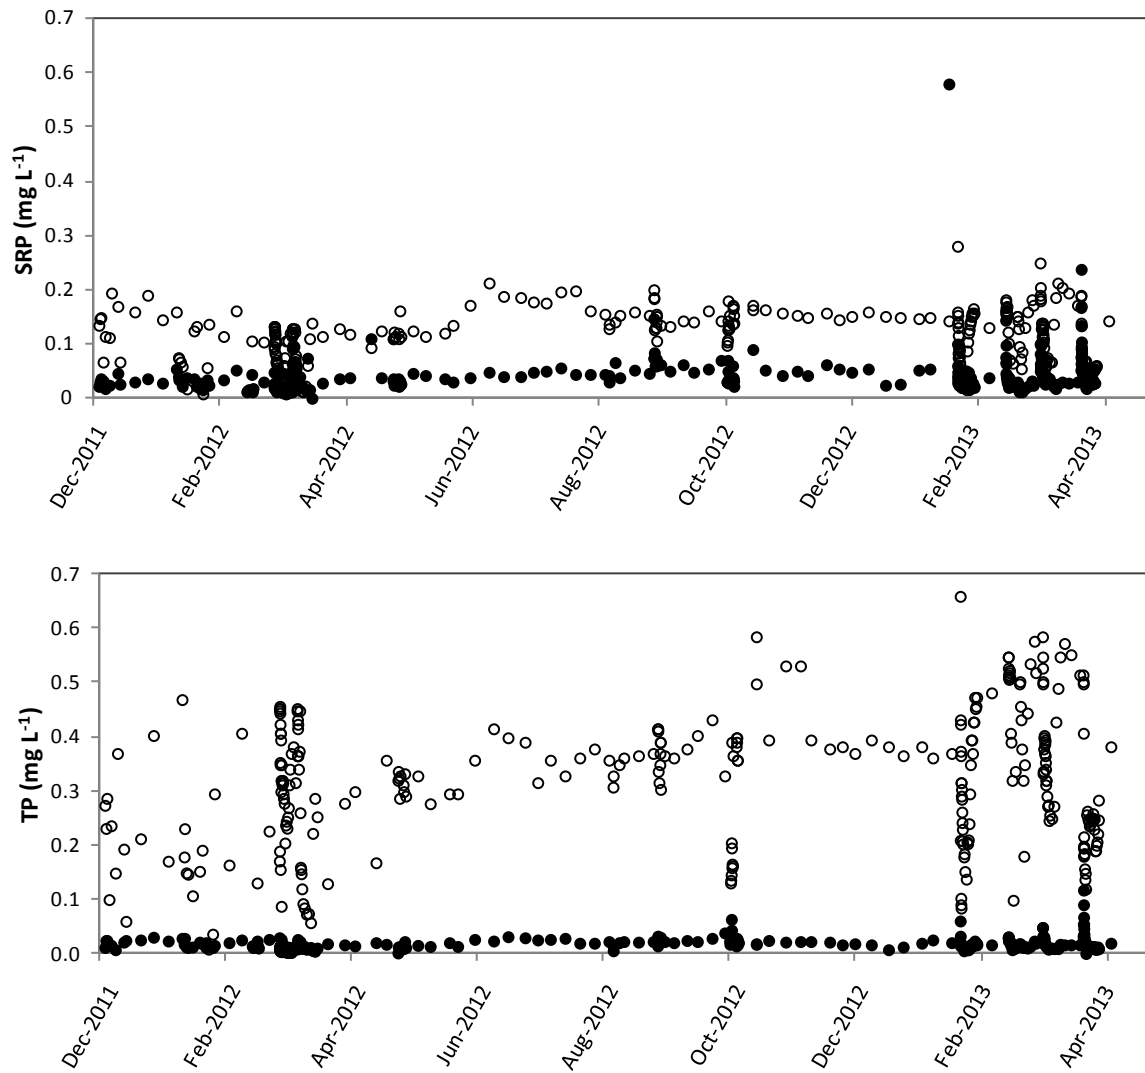 0.7
0.6
0.5
0.4
0.3
0.2
0.1
0
SRP (mg L⁻¹)
Dec-2011
Feb-2012
Apr-2012
Jun-2012
Aug-2012
Oct-2012
Dec-2012
Feb-2013
Apr-2013
0.7
0.6
0.5
0.4
0.3
0.2
0.1
0.0
TP (mg L⁻¹)
Dec-2011
Feb-2012
Apr-2012
Jun-2012
Aug-2012
Oct-2012
Dec-2012
Feb-2013
Apr-2013